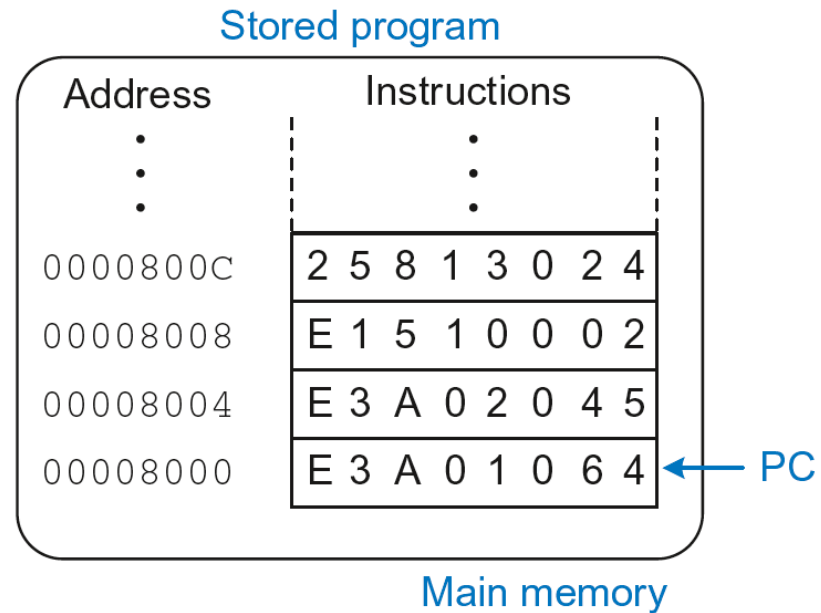 Stored program
Address Instructions
0000800C 2 5 8 1 3 0 2 4
00008008 E 1 5 1 0 0 0 2
00008004 E 3 A 0 2 0 4 5
00008000 E 3 A 0 1 0 6 4 PC
Main memory